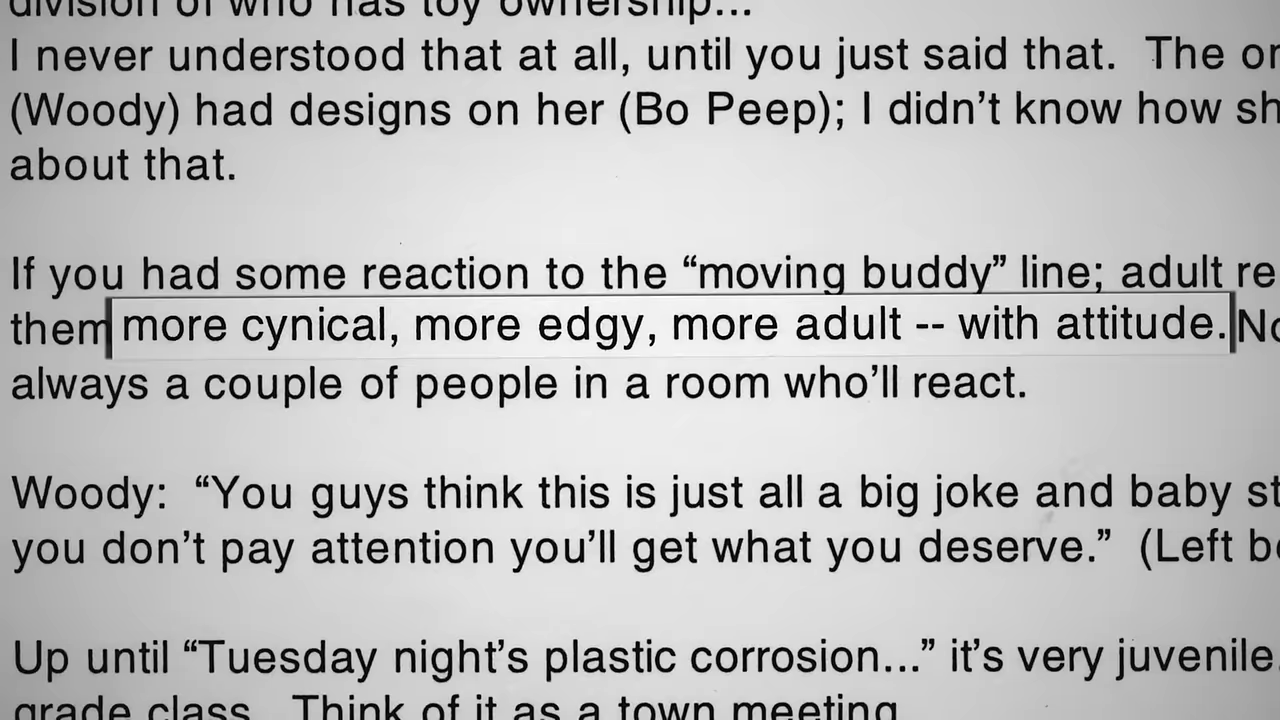 division of who has toy ownership...
I never understood that at all, until you just said that. The
(Woody) had designs on her (Bo Peep); I didn’t know how
about that.
If you had some reaction to the “moving buddy” line; adult
them more cynical, more edgy, more adult -- with attitude.
always a couple of people in a room who’ll react.
Woody: “You guys think this is just all a big joke and baby
you don’t pay attention you’ll get what you deserve.” (Left
Up until “Tuesday night’s plastic corrosion...” it’s very juvenile.
grade class. Think of it as a town meeting